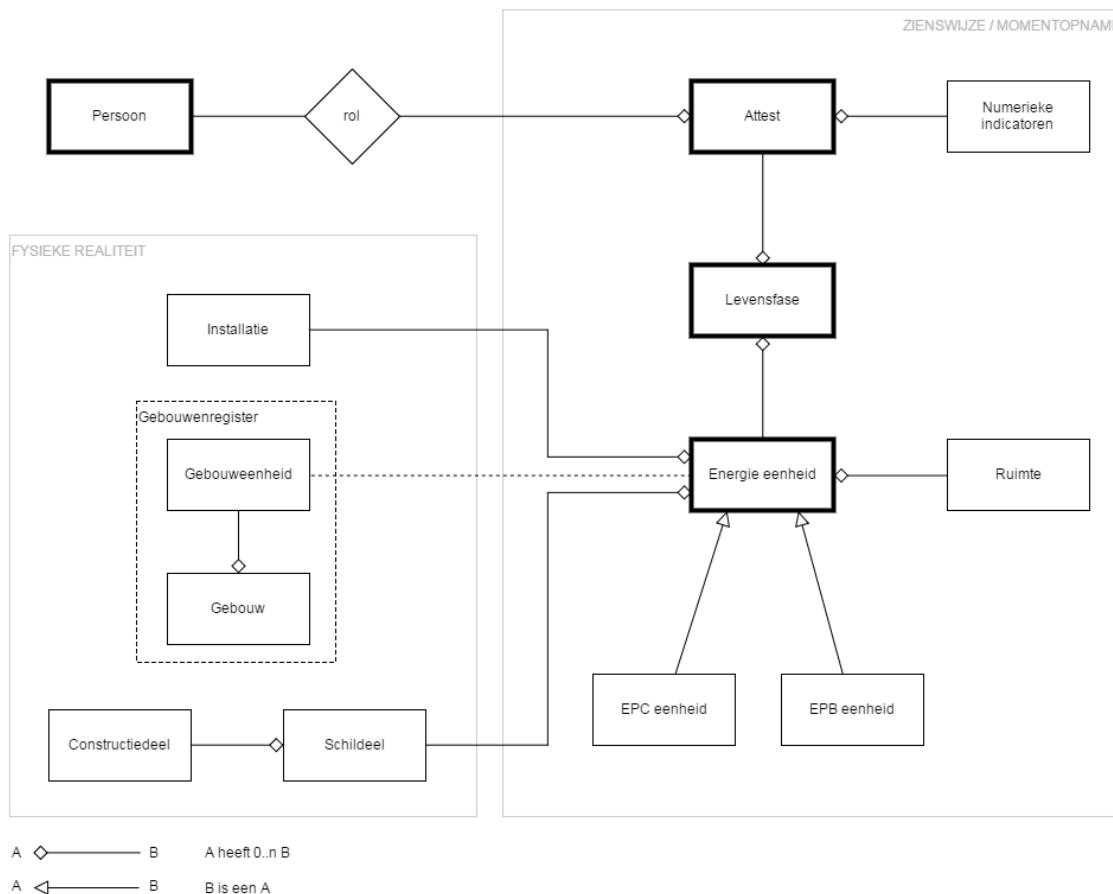 ZIENSWIJZE / MOMENTOPNAME
Persoon
rol
Attest
Numerieke
indicatoren
FYSIEKE REALITEIT
Installatie
Levensfase
Gebouwenregister
Gebouweenheid
Energie eenheid
Ruimte
Gebouw
EPC eenheid
EPB eenheid
Constructiedeel
Schildeel
A B A heeft 0..n B
A B B is een A